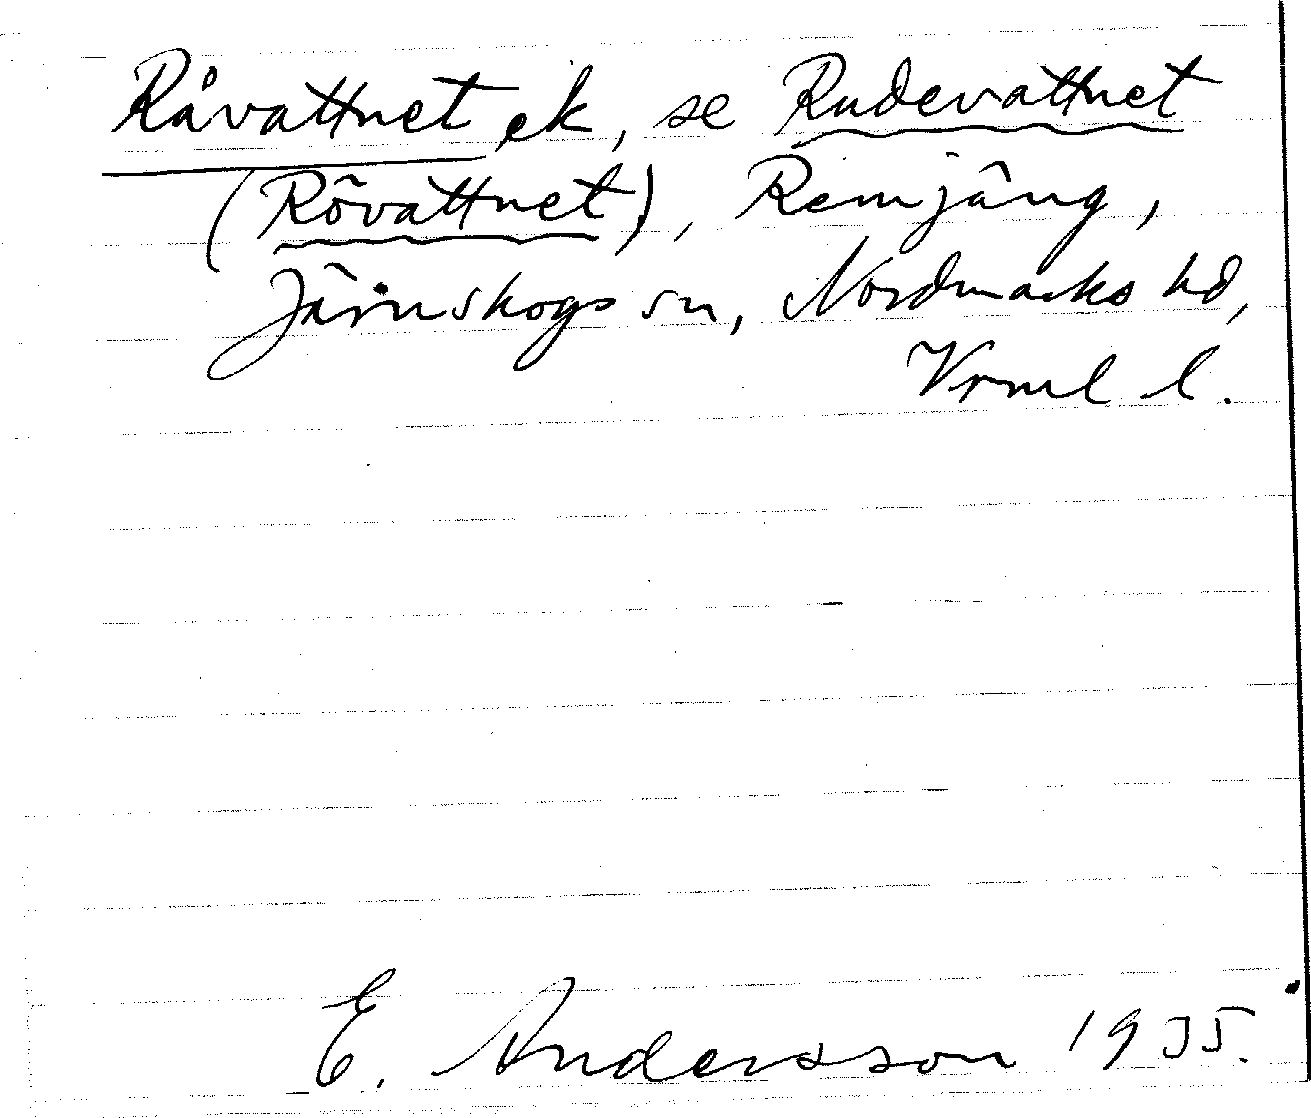 Råvattnet, ek, se Rudevattnet
(Rõvattnet), Remjäng,
Järnskogs sn, Nordmarks hd,
Vrml l.
E. Andersson 1935.